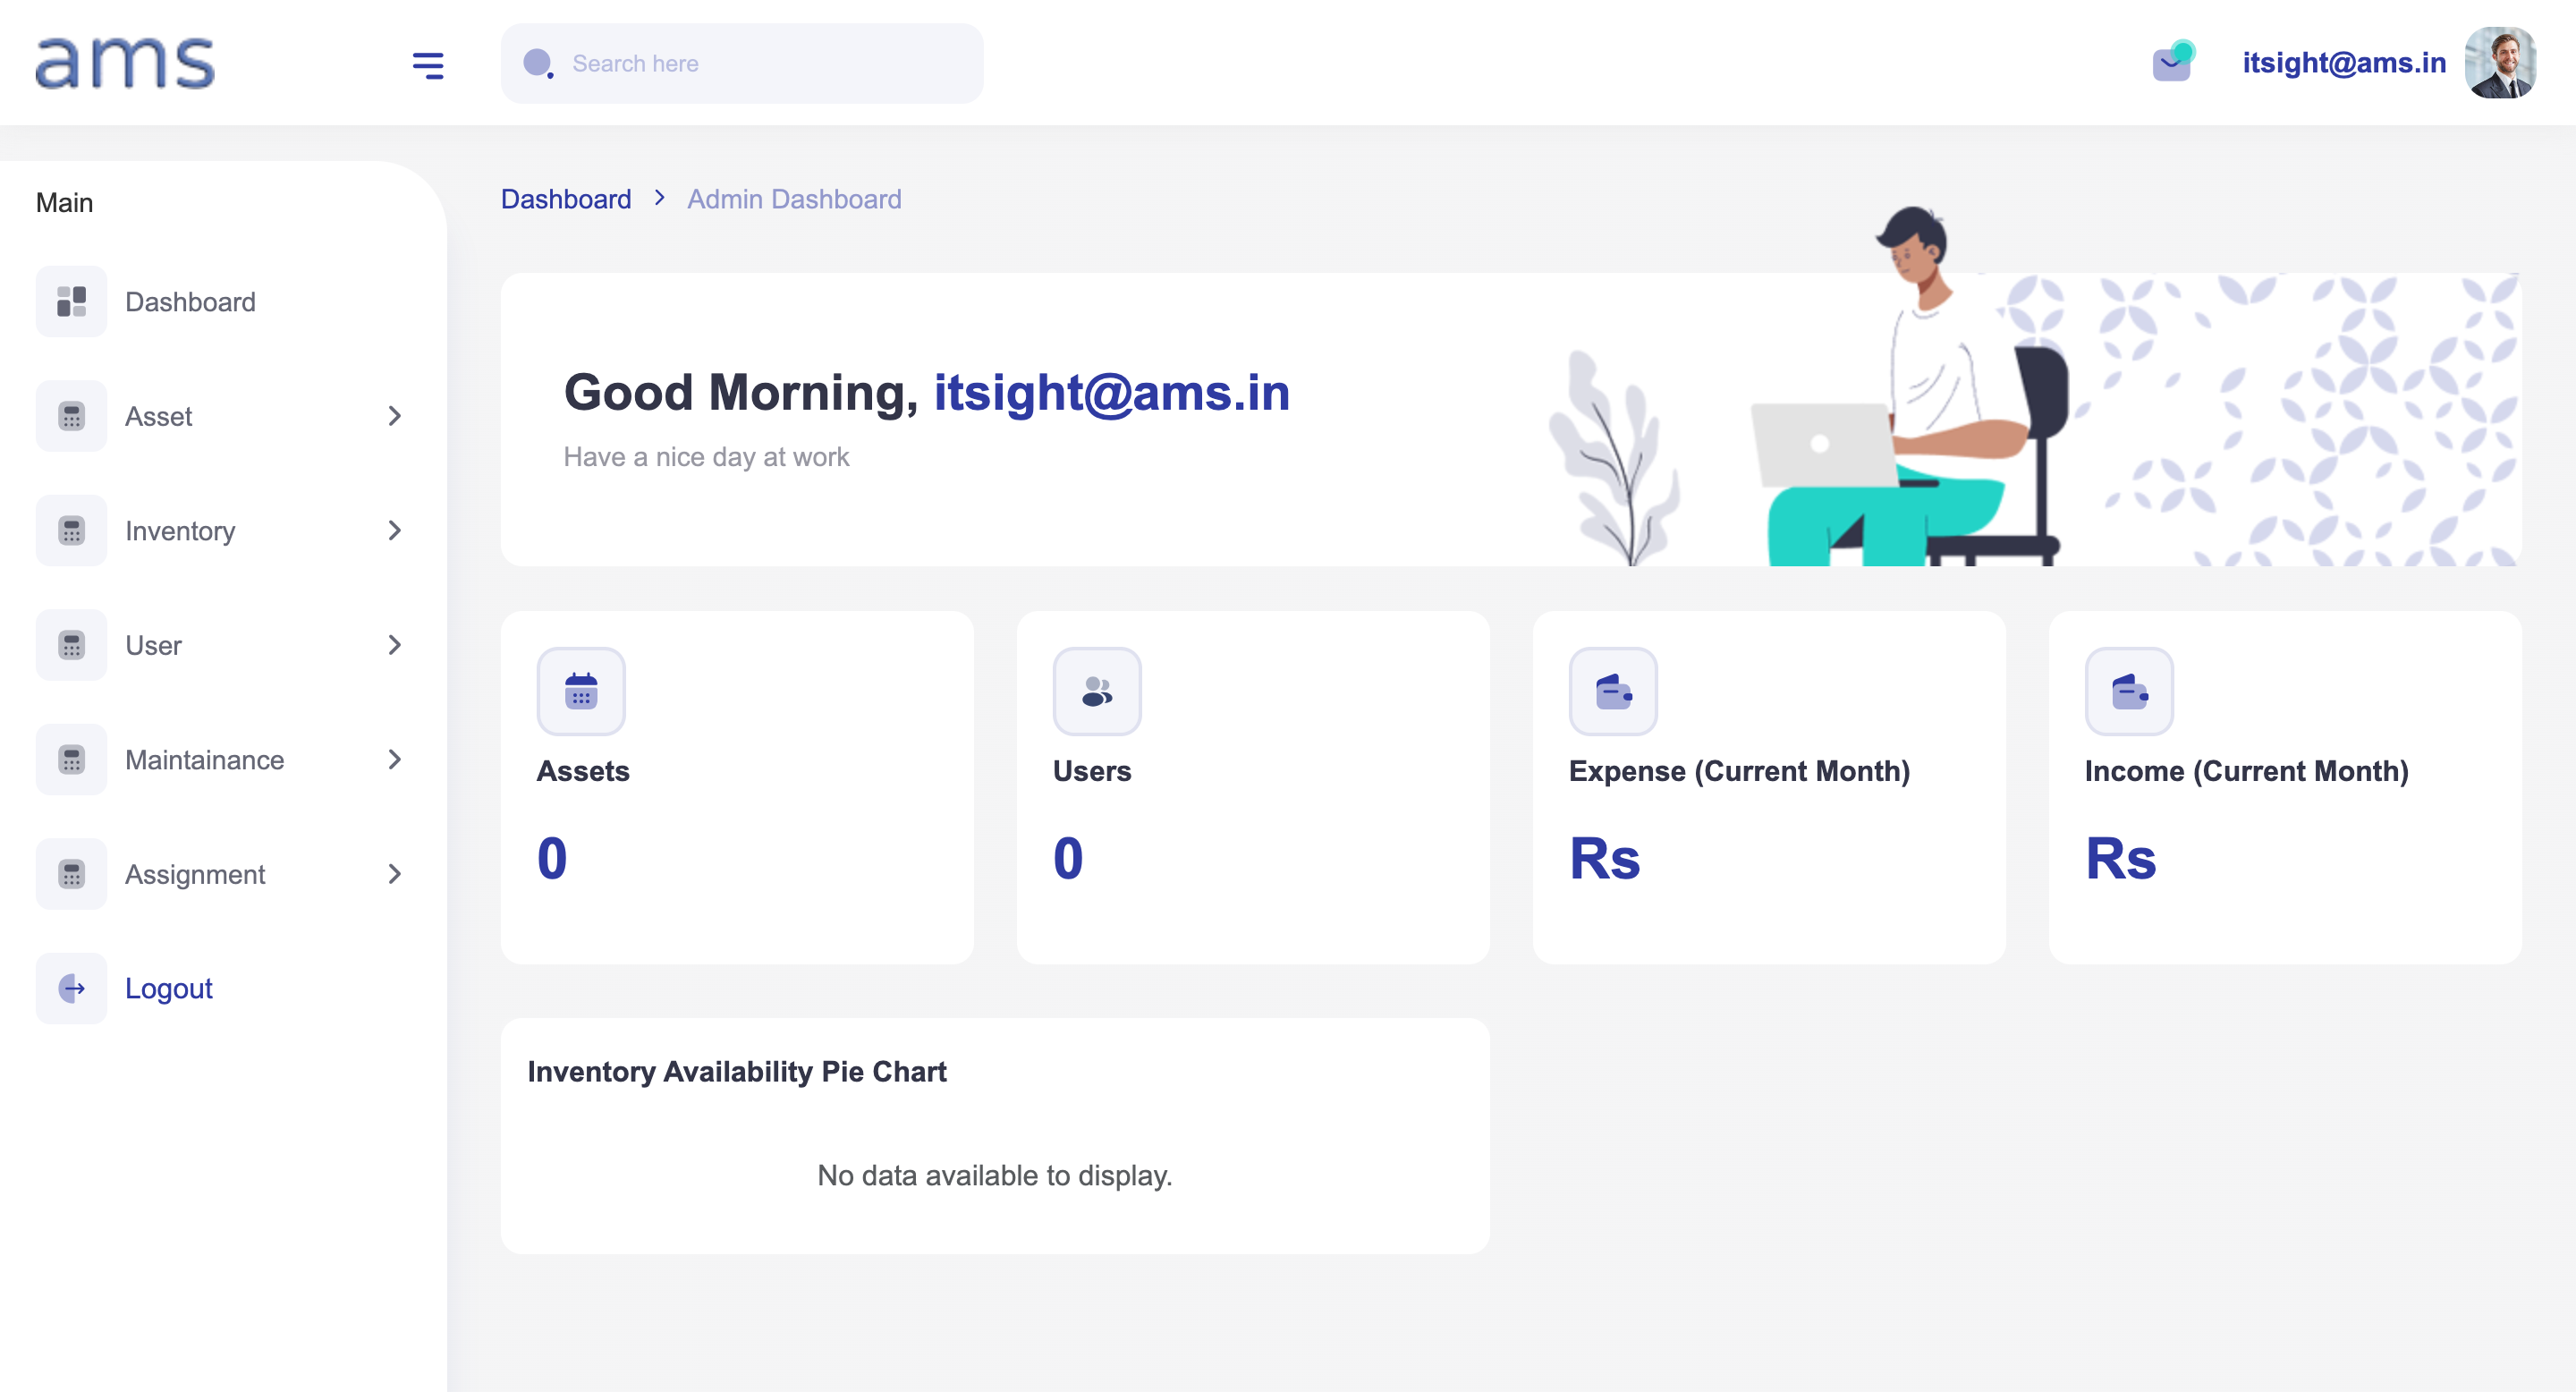 ams
Search here
itsight@ams.in
Main
Dashboard
Asset
Inventory
User
Maintainance
Assignment
Logout
Dashboard > Admin Dashboard
Good Morning, itsight@ams.in
Have a nice day at work
Assets
0
Users
0
Expense (Current Month)
Rs
Income (Current Month)
Rs
Inventory Availability Pie Chart
No data available to display.